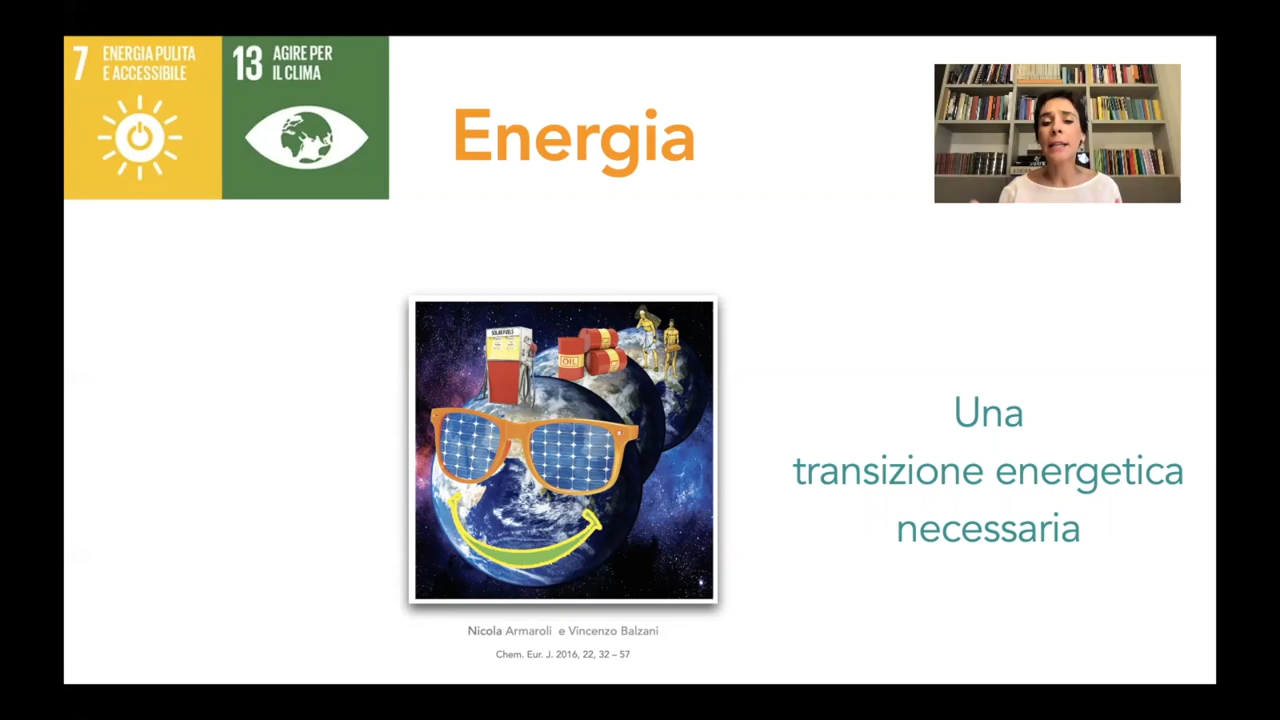 7 ENERGIA PULITA
E ACCESSIBILE
13 AGIRE PER
IL CLIMA
Energia
SOLAR FUELS
OIL
Una
transizione energetica
necessaria
Nicola Armaroli e Vincenzo Balzani
Chem. Eur. J. 2016, 22, 32 – 57